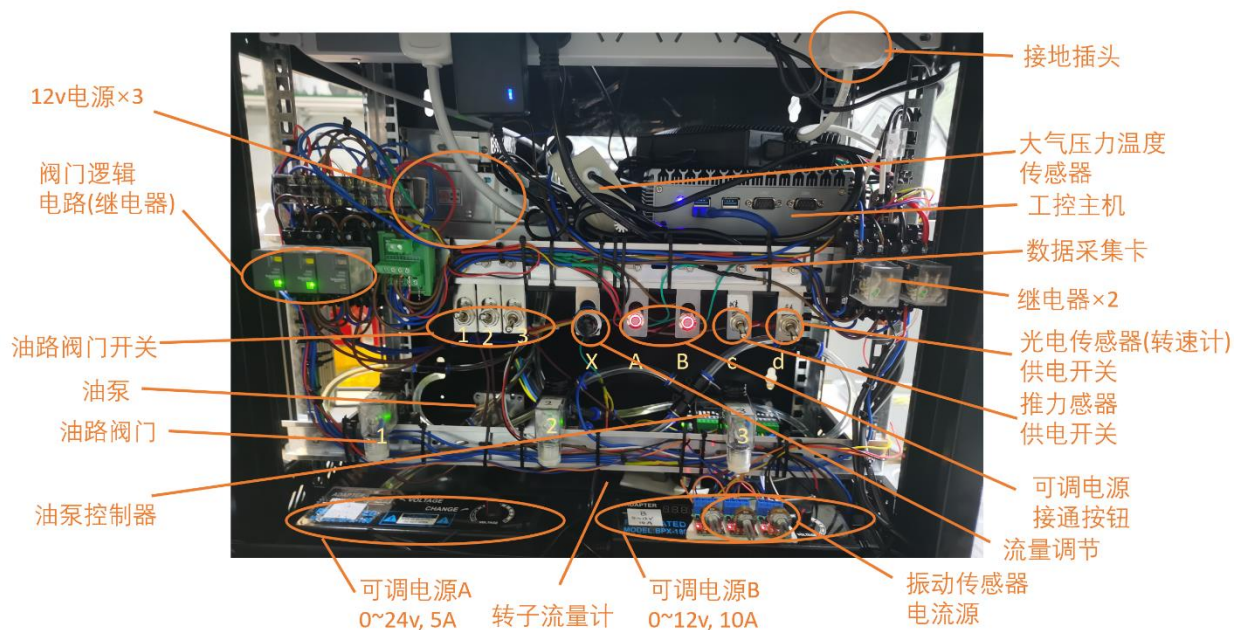 接地插头
12v电源×3
大气压力温度
传感器
阀门逻辑
电路(继电器)
工控主机
数据采集卡
继电器×2
油路阀门开关
1
2
3
X
A
B
c
d
光电传感器(转速计)
供电开关
油泵
推力感器
供电开关
油路阀门
1
2
3
可调电源
接通按钮
油泵控制器
ADAPTER
VOLTAGE
CHANGE
ADAPTER
B
流量调节
可调电源A
0~24v, 5A
转子流量计
可调电源B
0~12v, 10A
振动传感器
电流源